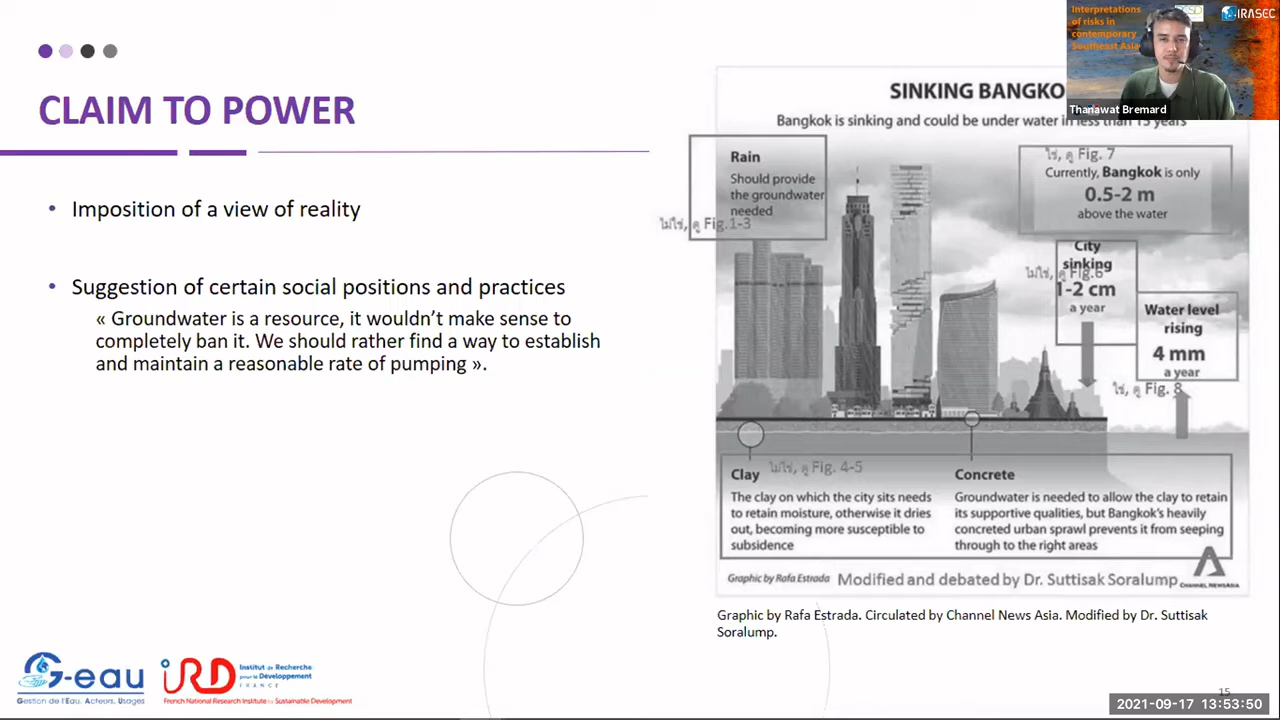 CLAIM TO POWER
• Imposition of a view of reality
• Suggestion of certain social positions and practices
« Groundwater is a resource, it wouldn't make sense to
completely ban it. We should rather find a way to establish
and maintain a reasonable rate of pumping ».
SINKING BANGKO
Bangkok is sinking and could be under water in less than 15 years
Rain
Should provide
the groundwater
needed
ไม่ใช่, ดู Fig.1-3
ใช่, ดู Fig. 7
Currently, Bangkok is only
0.5-2 m
above the water
City
sinking
ไม่ใช่, ดู Fig.6
1-2 cm
a year
Water level
rising
4 mm
a year
ใช่, ดู Fig. 8
Clay
ไม่ใช่, ดู Fig. 4-5
The clay on which the city sits needs
to retain moisture, otherwise it dries
out, becoming more susceptible to
subsidence
Concrete
Groundwater is needed to allow the clay to retain
its supportive qualities, but Bangkok's heavily
concreted urban sprawl prevents it from seeping
through to the right areas
Graphic by Rafa Estrada
Modified and debated by Dr. Suttisak Soralump
CHANNEL NEWSASIA
Graphic by Rafa Estrada. Circulated by Channel News Asia. Modified by Dr. Suttisak
Soralump.
Interpretations
of risks in
contemporary
Southeast Asia
IRASEC
Thanawat Bremard
G-eau
Gestion de l'Eau, Acteurs, Usages
IRD
Institut de Recherche
pour le Développement
FRANCE
French National Research Institute for Sustainable Development
15
2021-09-17 13:53:50